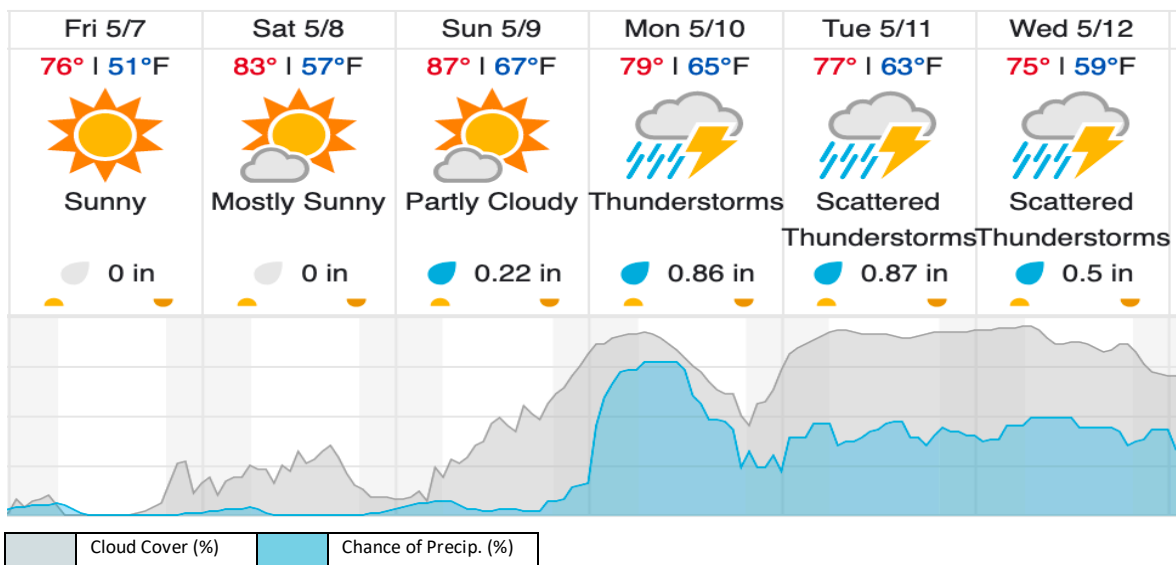 Fri 5/7
Sat 5/8
Sun 5/9
Mon 5/10
Tue 5/11
Wed 5/12
76° | 51°F
83° | 57°F
87° | 67°F
79° | 65°F
77° | 63°F
75° | 59°F
Sunny
Mostly Sunny
Partly Cloudy
Thunderstorms
Scattered
Thunderstorms
Scattered
Thunderstorms
0 in
0 in
0.22 in
0.86 in
0.87 in
0.5 in
Cloud Cover (%)
Chance of Precip. (%)